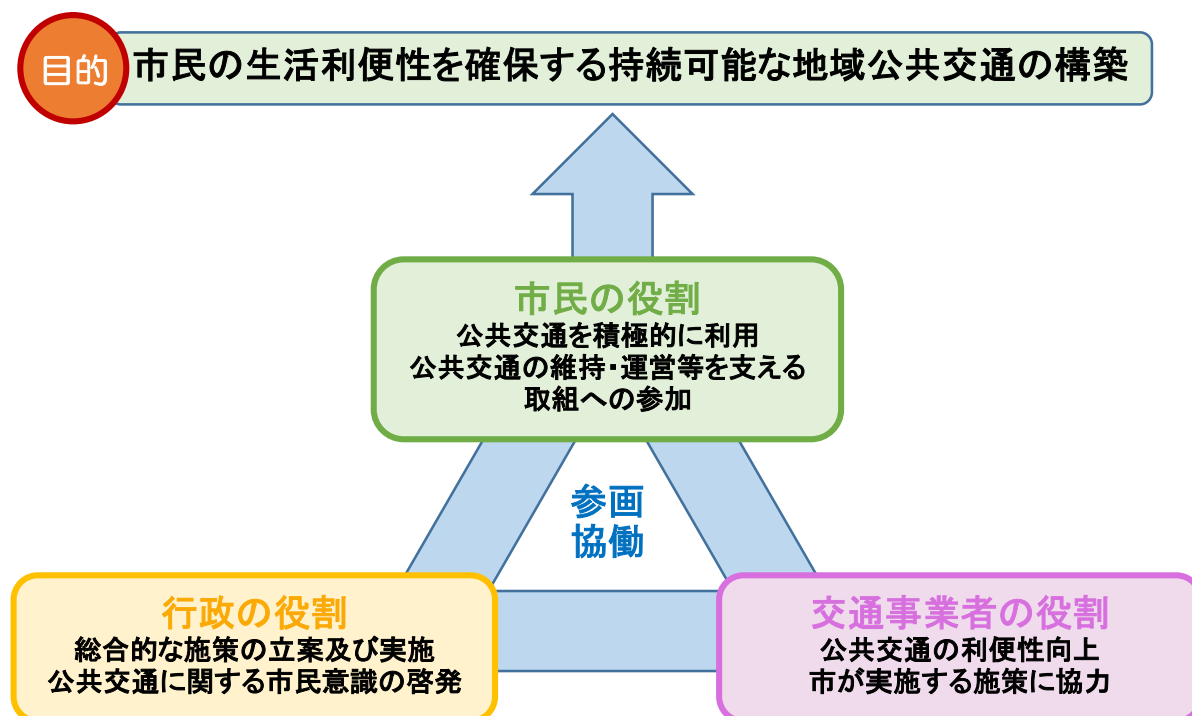 目的
市民の生活利便性を確保する持続可能な地域公共交通の構築
市民の役割
公共交通を積極的に利用
公共交通の維持・運営等を支える
取組への参加
参画
協働
行政の役割
総合的な施策の立案及び実施
公共交通に関する市民意識の啓発
交通事業者の役割
公共交通の利便性向上
市が実施する施策に協力